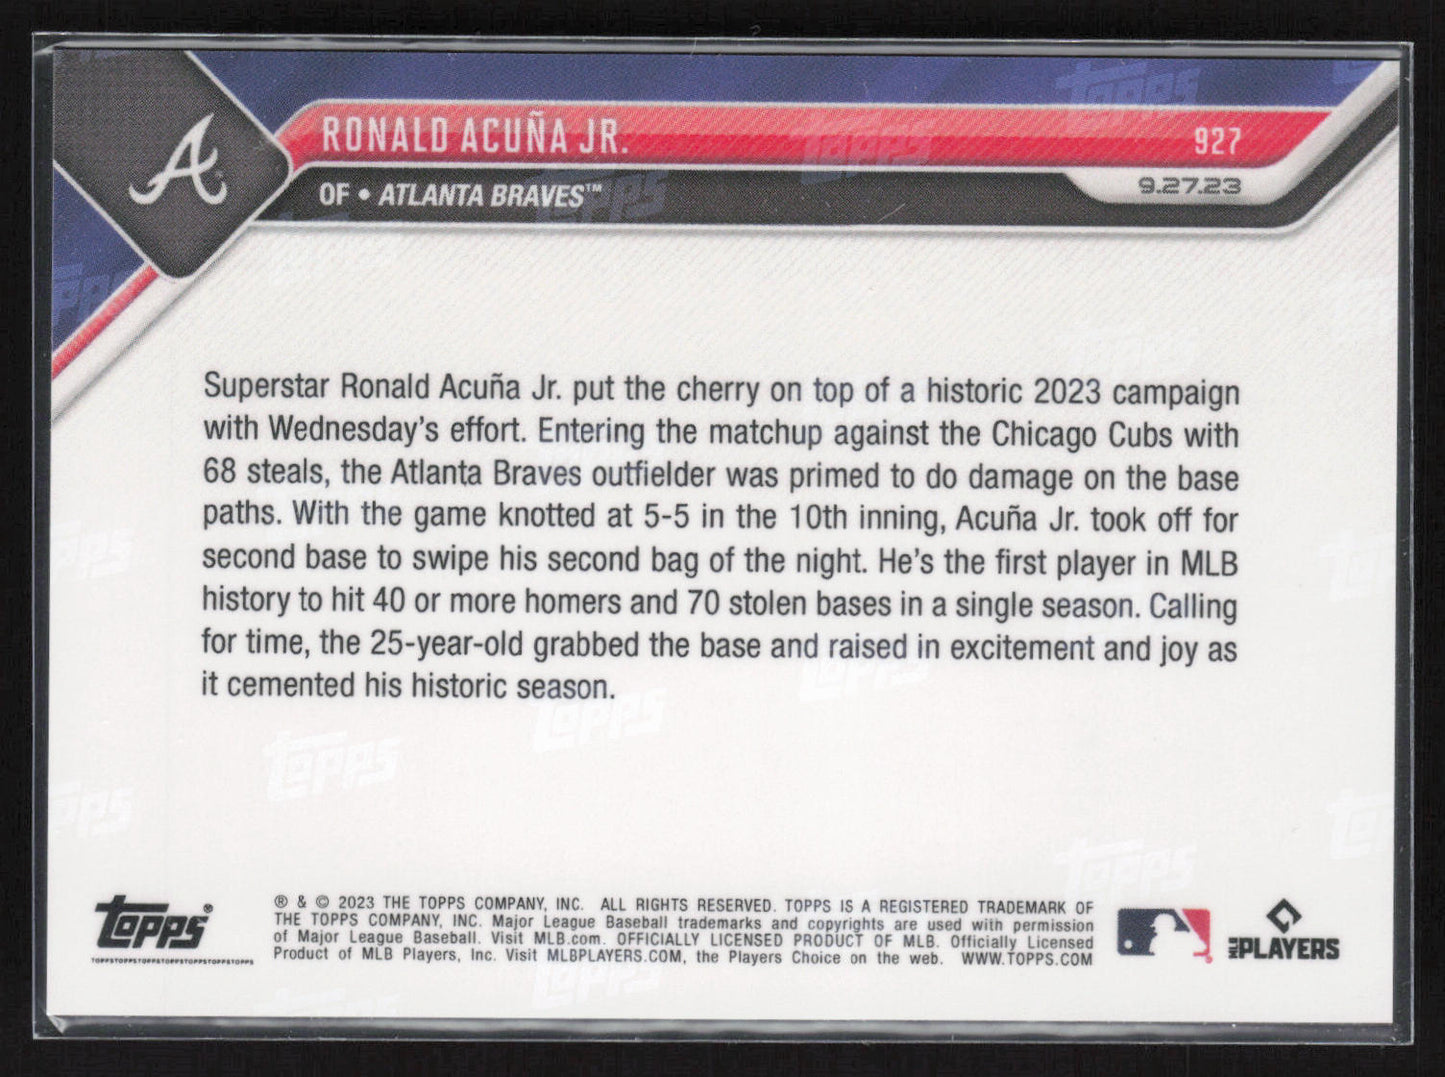 RONALD ACUÑA JR.
927
OF • ATLANTA BRAVES™
9.27.23
Superstar Ronald Acuña Jr. put the cherry on top of a historic 2023 campaign
with Wednesday's effort. Entering the matchup against the Chicago Cubs with
68 steals, the Atlanta Braves outfielder was primed to do damage on the base
paths. With the game knotted at 5-5 in the 10th inning, Acuña Jr. took off for
second base to swipe his second bag of the night. He's the first player in MLB
history to hit 40 or more homers and 70 stolen bases in a single season. Calling
for time, the 25-year-old grabbed the base and raised in excitement and joy as
it cemented his historic season.
Topps®
TOPPSTOPPSTOPPSTOPPSTOPPSTOPPSTOPPS
® & © 2023 THE TOPPS COMPANY, INC. ALL RIGHTS RESERVED. TOPPS IS A REGISTERED TRADEMARK OF
THE TOPPS COMPANY, INC. Major League Baseball trademarks and copyrights are used with permission
of Major League Baseball. Visit MLB.com. OFFICIALLY LICENSED PRODUCT OF MLB. Officially Licensed
Product of MLB Players, Inc. Visit MLBPLAYERS.COM, the Players Choice on the web. WWW.TOPPS.COM
MLB PLAYERS